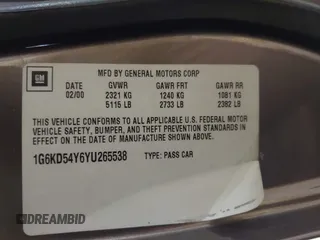 GM
MFD BY GENERAL MOTORS CORP
DATE GVWR GAWR FRT GAWR RR
02/00 2321 KG 1240 KG 1081 KG
5115 LB 2733 LB 2382 LB
THIS VEHICLE CONFORMS TO ALL APPLICABLE U.S. FEDERAL MOTOR
VEHICLE SAFETY, BUMPER, AND THEFT PREVENTION STANDARDS IN
EFFECT ON THE DATE OF MANUFACTURE SHOWN ABOVE.
1G6KD54Y6YU265538 TYPE: PASS CAR
DREAMBID